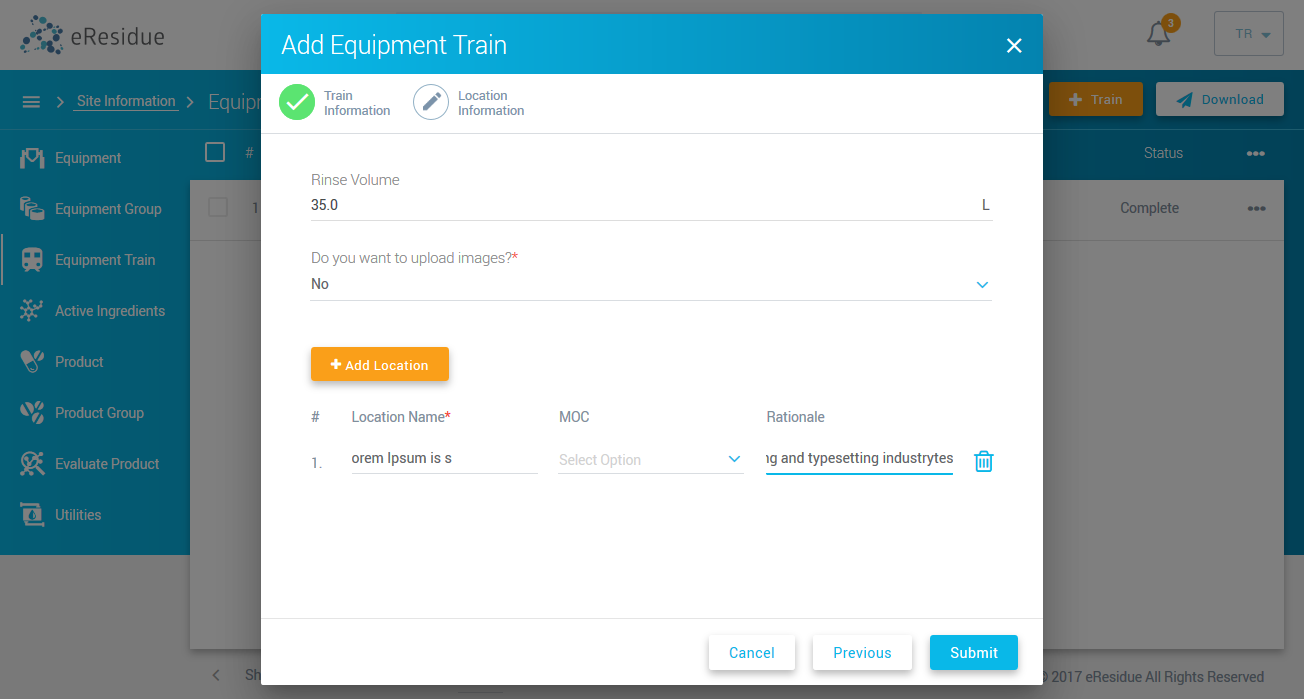 eResidue
Add Equipment Train
3
TR
Site Information
Equip
Train Information
Location Information
Train
Download
Equipment
Equipment Group
Equipment Train
Active Ingredients
Product
Product Group
Evaluate Product
Utilities
#
Status
1
Complete
Rinse Volume
35.0 L
Do you want to upload images?*
No
Add Location
# Location Name* MOC Rationale
1. orem Ipsum is s Select Option ng and typesetting industrytes
Cancel Previous Submit
Sh
2017 eResidue All Rights Reserved